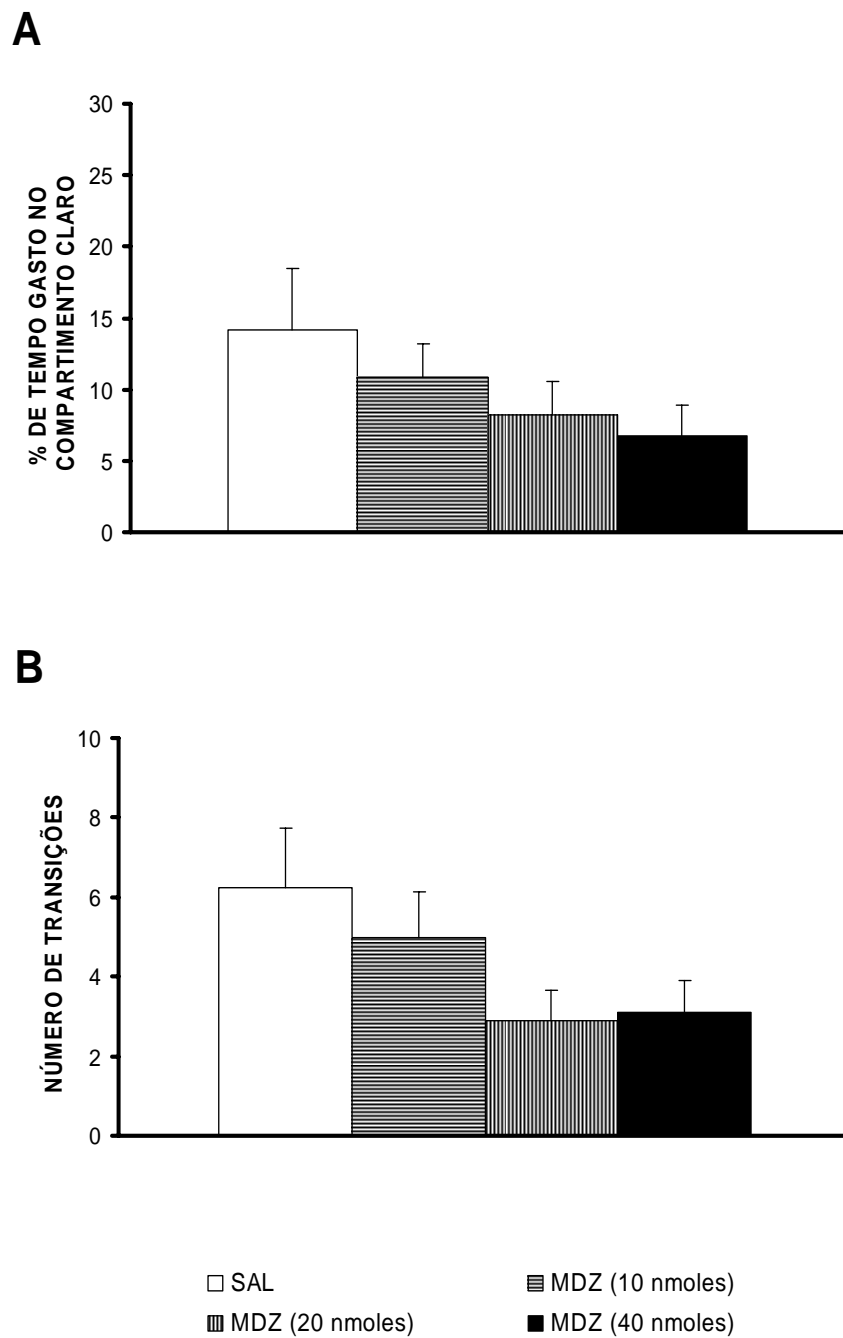 A
30
25
20
15
10
5
0
% DE TEMPO GASTO NO
COMPARTIMENTO CLARO
B
10
8
6
4
2
0
NÚMERO DE TRANSIÇÕES
SAL
MDZ (10 nmoles)
MDZ (20 nmoles)
MDZ (40 nmoles)